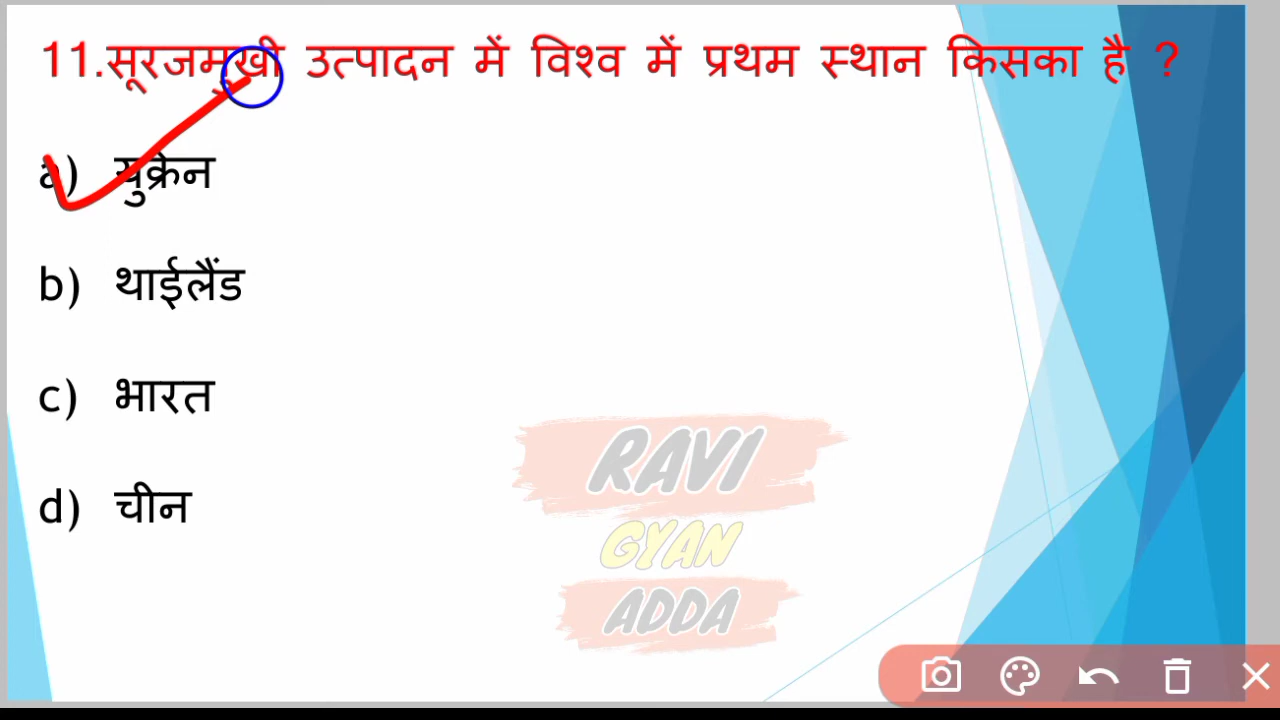 11.सूरजमुखी उत्पादन में विश्व में प्रथम स्थान किसका है ?
a) युक्रेन
b) थाईलैंड
c) भारत
d) चीन
RAVI
GYAN
ADDA